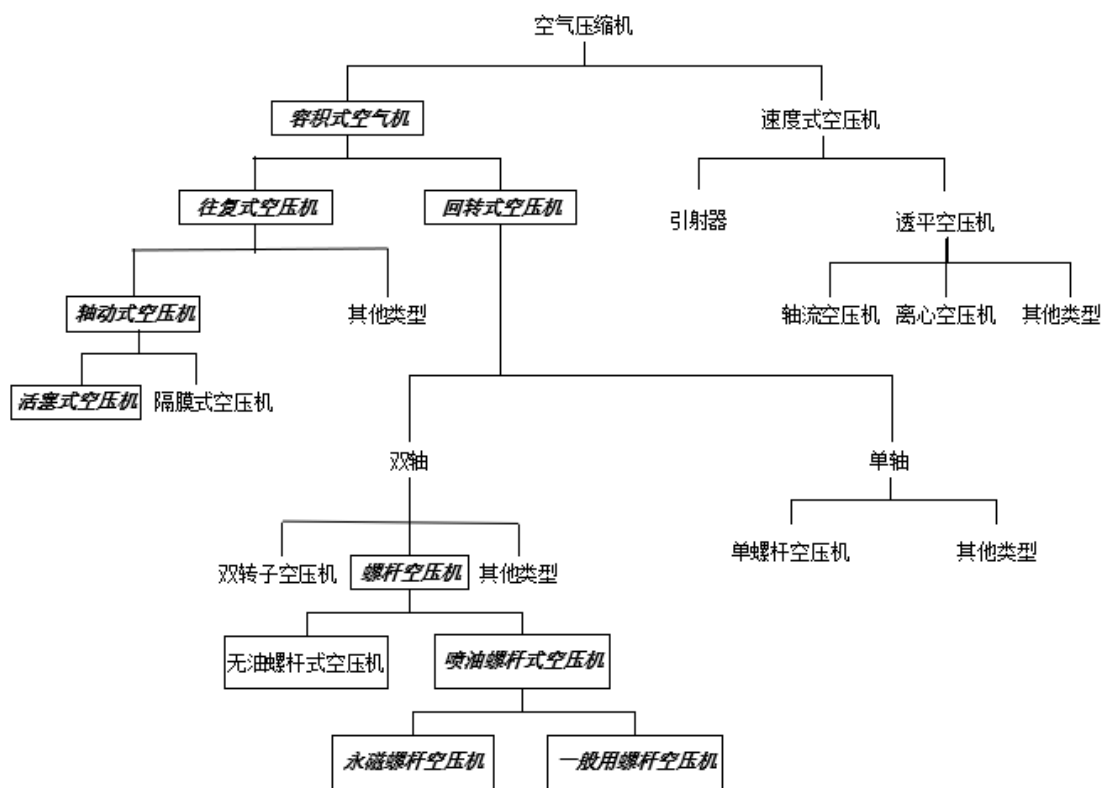 空气压缩机
容积式空气机
速度式空压机
往复式空压机
回转式空压机
引射器
透平空压机
轴动式空压机
其他类型
轴流空压机
离心空压机
其他类型
活塞式空压机
隔膜式空压机
双轴
单轴
双转子空压机
螺杆空压机
其他类型
单螺杆空压机
其他类型
无油螺杆式空压机
喷油螺杆式空压机
永磁螺杆空压机
一般用螺杆空压机